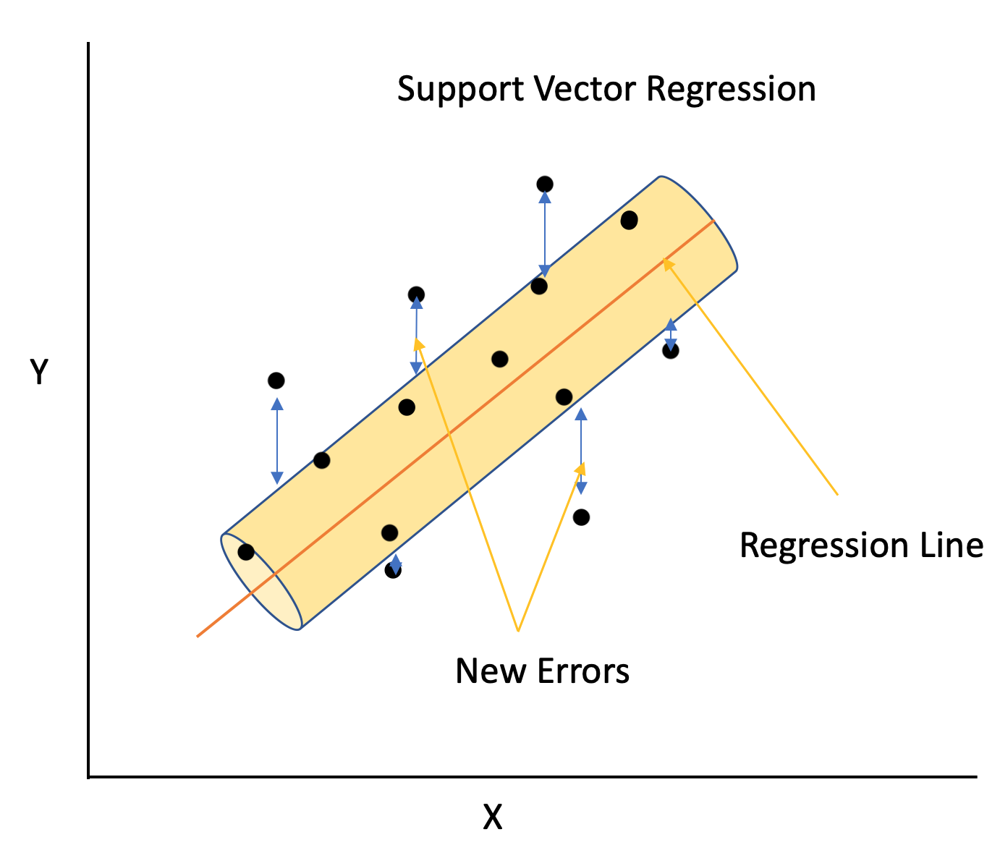 Support Vector Regression
Y
Regression Line
New Errors
X